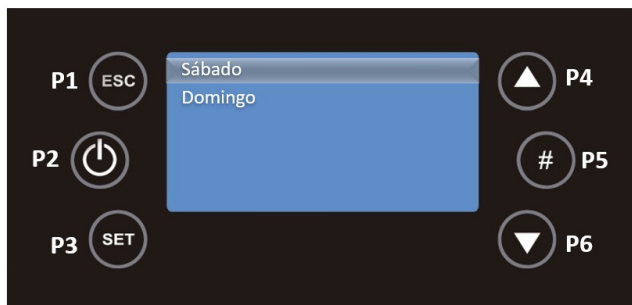 P1 ESC
Sábado
P4
Domingo
P2
# P5
P3 SET
P6